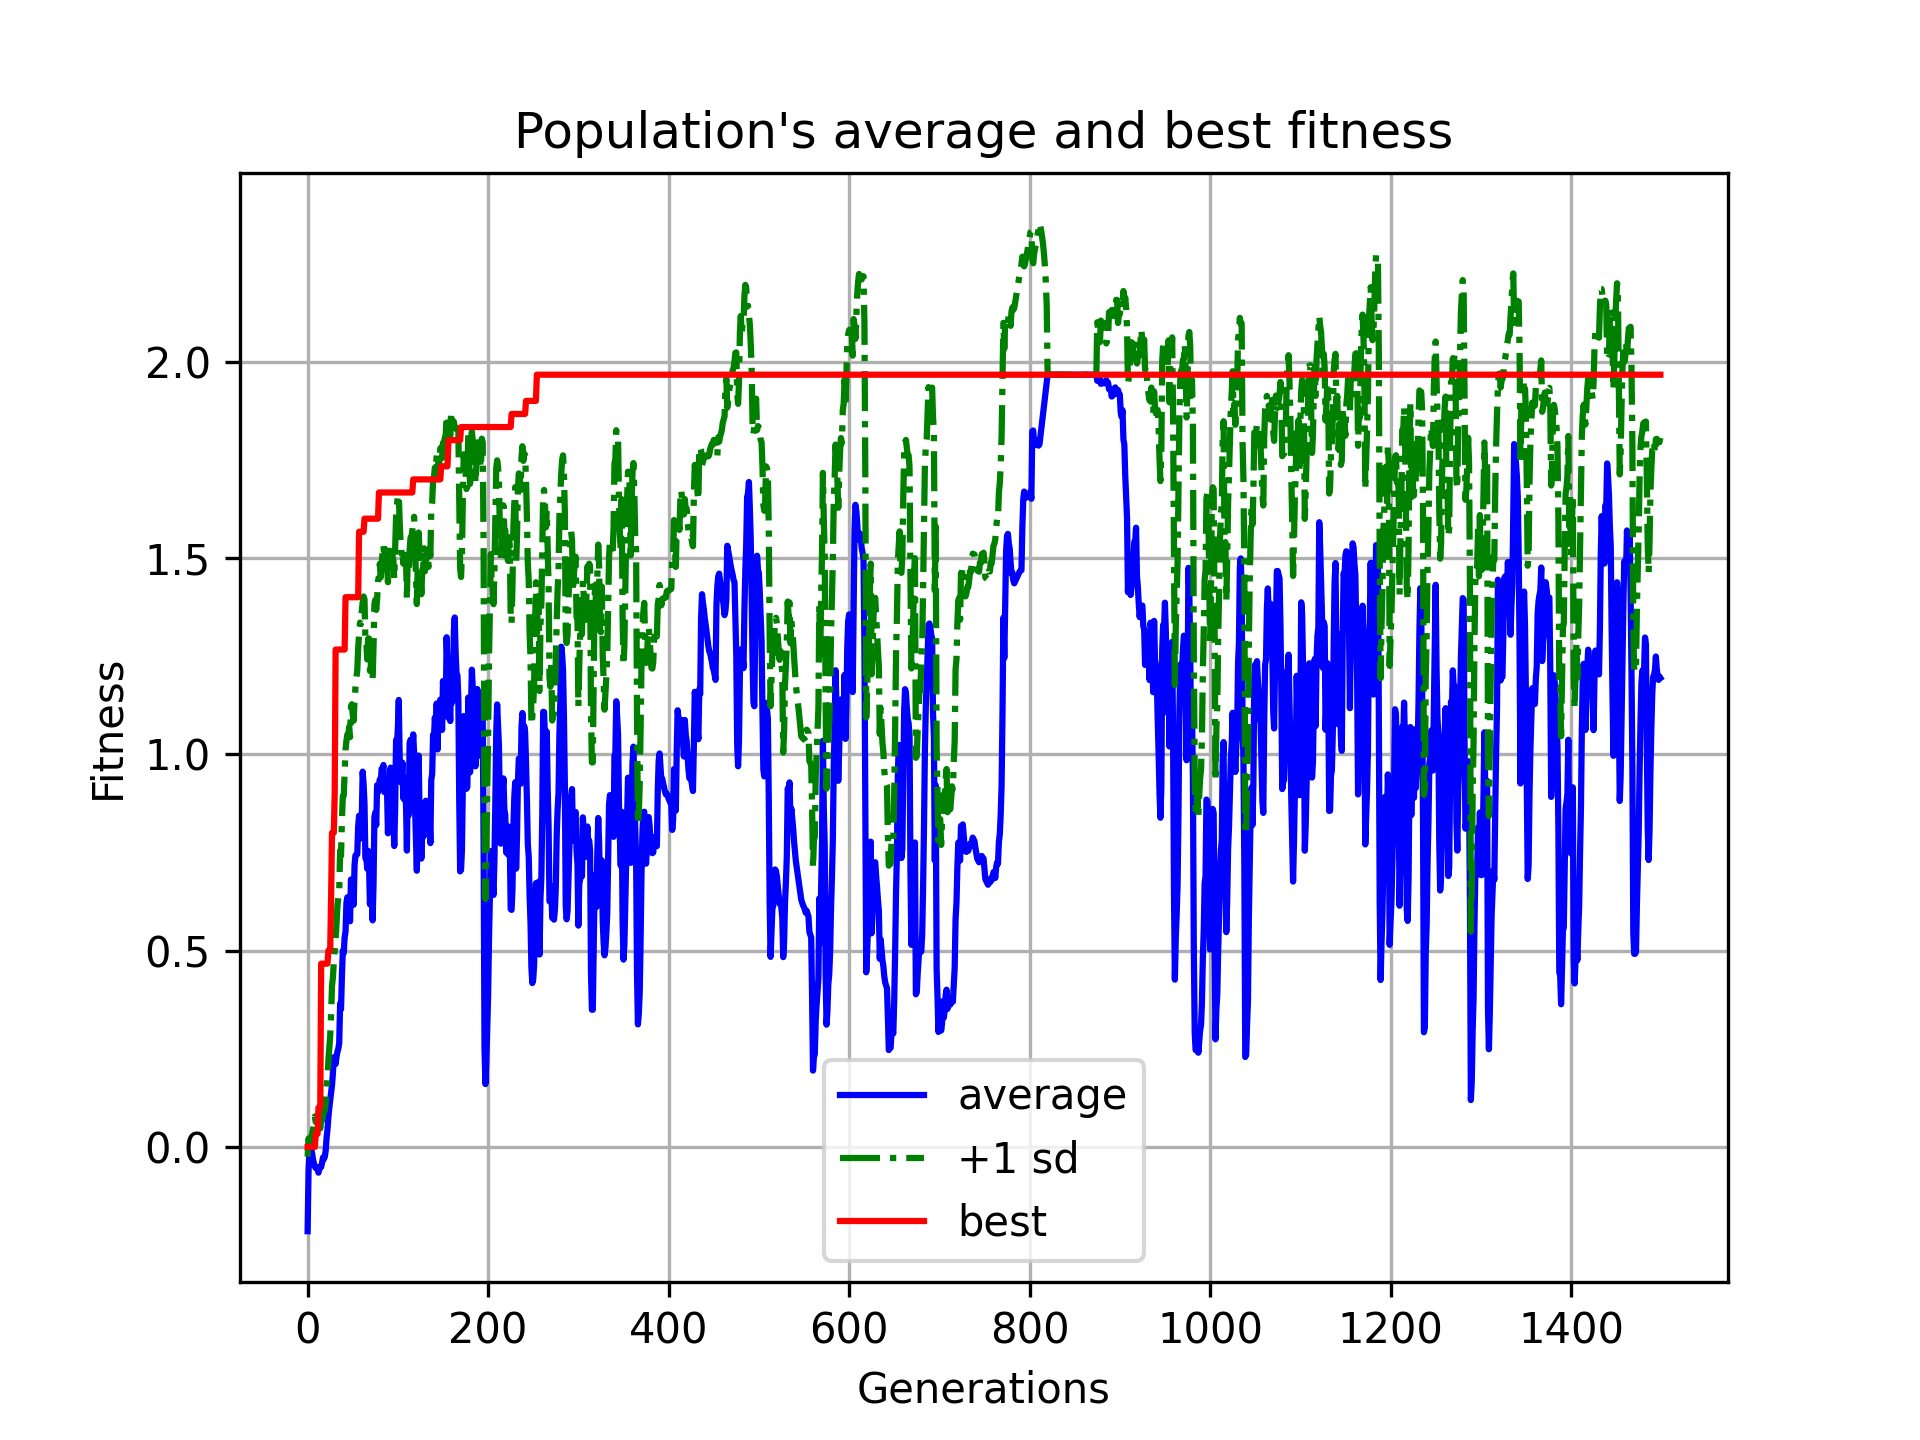 Population's average and best fitness
Fitness
2.0
1.5
1.0
0.5
0.0
average
+1 sd
best
0 200 400 600 800 1000 1200 1400
Generations